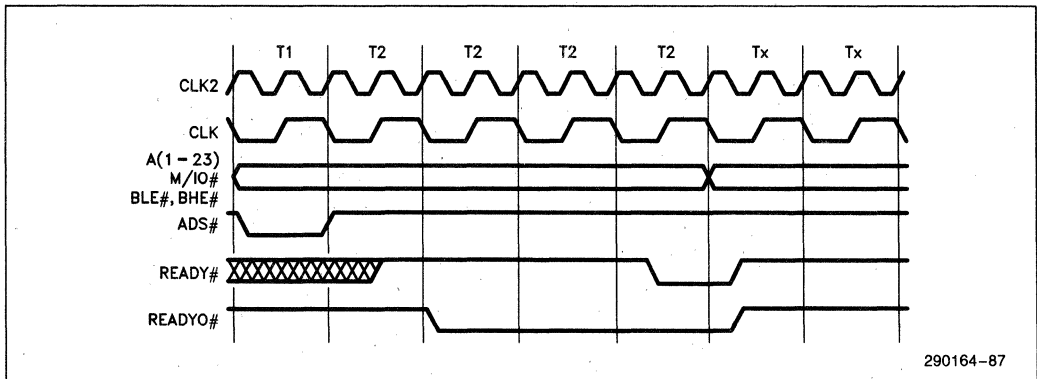 T1 T2 T2 T2 T2 Tx Tx
CLK2
CLK
A(1-23)
M/IO#
BLE#, BHE#
ADS#
READY#
READYO#
290164-87